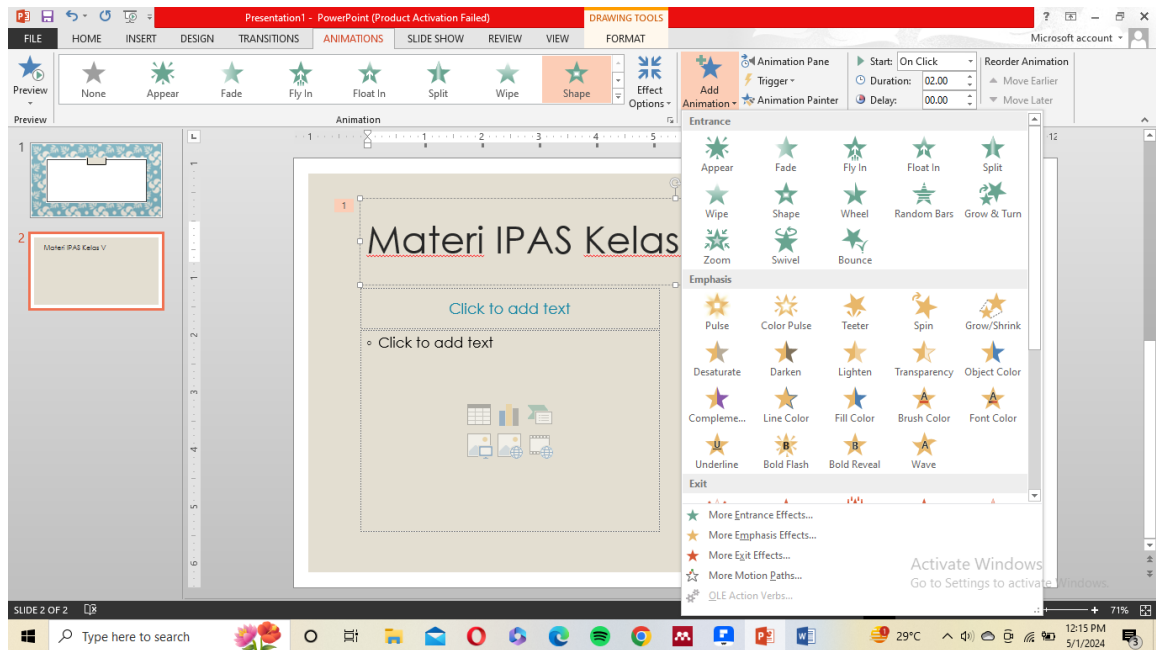 Presentation1 - PowerPoint (Product Activation Failed)
DRAWING TOOLS
FILE HOME INSERT DESIGN TRANSITIONS ANIMATIONS SLIDE SHOW REVIEW VIEW FORMAT
Microsoft account
Preview
None Appear Fade Fly In Float In Split Wipe Shape
Effect
Options
Add
Animation
Animation Pane
Trigger
Animation Painter
Start: On Click
Duration: 02.00
Delay: 00.00
Reorder Animation
Move Earlier
Move Later
Preview
Animation
1
Materi IPAS Kelas V
2
1
Materi IPAS Kelas
Click to add text
Click to add text
Entrance
Appear Fade Fly In Float In Split
Wipe Shape Wheel Random Bars Grow & Turn
Zoom Swivel Bounce
Emphasis
Pulse Color Pulse Teeter Spin Grow/Shrink
Desaturate Darken Lighten Transparency Object Color
Compleme... Line Color Fill Color Brush Color Font Color
Underline Bold Flash Bold Reveal Wave
Exit
More Entrance Effects...
More Emphasis Effects...
More Exit Effects...
More Motion Paths...
OLE Action Verbs...
Activate Windows
Go to Settings to activate Windows.
SLIDE 2 OF 2
71%
Type here to search
29°C
12:15 PM
5/1/2024